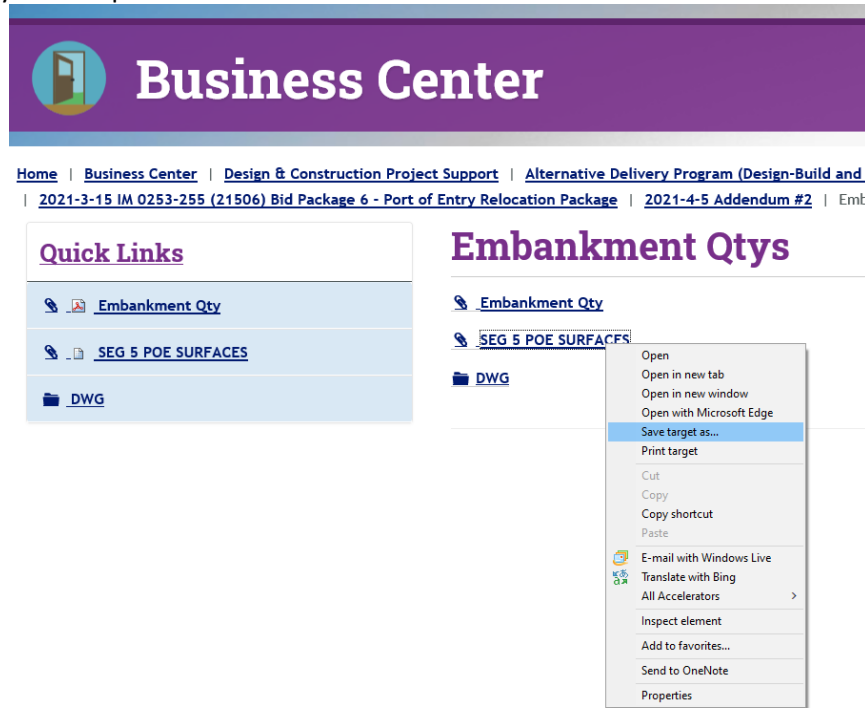 Business Center
Home | Business Center | Design & Construction Project Support | Alternative Delivery Program (Design-Build and
| 2021-3-15 IM 0253-255 (21506) Bid Package 6 - Port of Entry Relocation Package | 2021-4-5 Addendum #2 |
Quick Links
Embankment Qty
SEG 5 POE SURFACES
DWG
Embankment Qtys
Embankment Qty
SEG 5 POE SURFACES
DWG
Open
Open in new tab
Open in new window
Open with Microsoft Edge
Save target as...
Print target
Cut
Copy
Copy shortcut
Paste
E-mail with Windows Live
Translate with Bing
All Accelerators
Inspect element
Add to favorites...
Send to OneNote
Properties